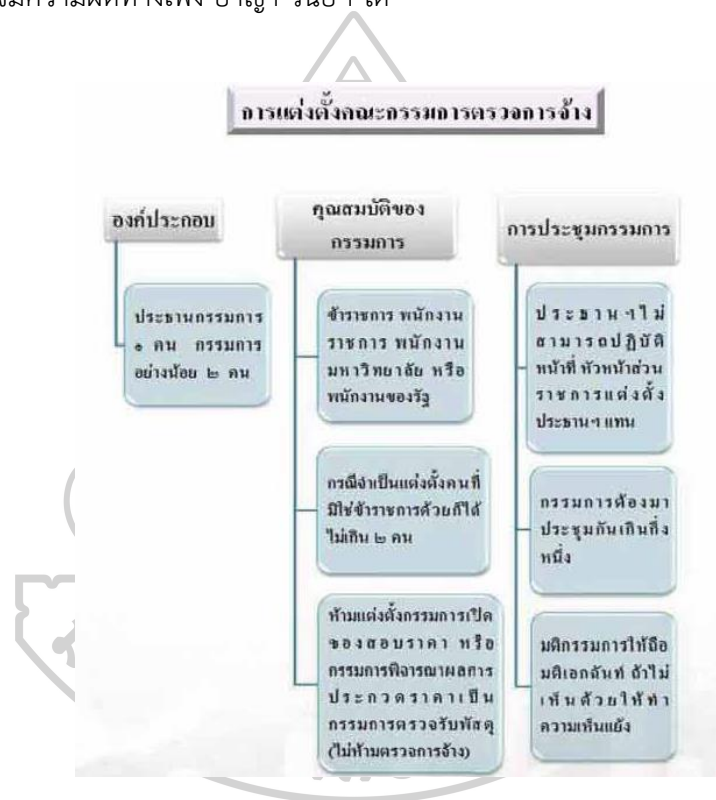 การแต่งตั้งคณะกรรมการตรวจการจ้าง
องค์ประกอบ
ประธานกรรมการ
๑ คน กรรมการ
อย่างน้อย ๒ คน
คุณสมบัติของ
กรรมการ
ข้าราชการ พนักงาน
ราชการ พนักงาน
มหาวิทยาลัย หรือ
พนักงานของรัฐ
กรณีจำเป็นแต่งตั้งคนที่
มิใช่ข้าราชการด้วยก็ได้
ไม่เกิน ๒ คน
ห้ามแต่งตั้งกรรมการเปิด
ซองสอบราคา หรือ
กรรมการพิจารณาผลการ
ประกวดราคาเป็น
กรรมการตรวจรับพัสดุ
(ไม่ห้ามตรวจการจ้าง)
การประชุมกรรมการ
ประธานฯไม่
สามารถปฏิบัติ
หน้าที่ หัวหน้าส่วน
ราชการแต่งตั้ง
ประธานฯ แทน
กรรมการต้องมา
ประชุมกันเกินกึ่ง
หนึ่ง
มติกรรมการให้ถือ
มติเอกฉันท์ ถ้าไม่
เห็นด้วยให้ทำ
ความเห็นแย้ง